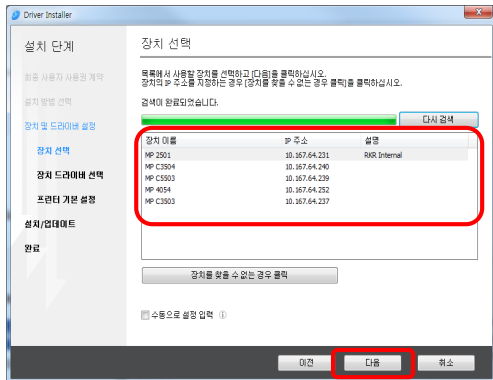 Driver Installer
설치 단계
장치 선택
최종 사용자 사용권 계약
설치 방법 선택
장치 및 드라이버 설정
장치 선택
장치 드라이버 선택
프린터 기본 설정
설치/업데이트
완료
목록에서 사용할 장치를 선택하고 [다음]을 클릭하십시오.
장치의 IP 주소를 지정하는 경우 [장치를 찾을 수 없는 경우 클릭]을 클릭하십시오.
검색이 완료되었습니다.
다시 검색
장치 이름 IP 주소 설명
MP 2501 10.167.64.231 RKR Internal
MP C3504 10.167.64.240
MP C5503 10.167.64.239
MP 4054 10.167.64.252
MP C3503 10.167.64.237
장치를 찾을 수 없는 경우 클릭
수동으로 설정 입력
이전 다음 취소